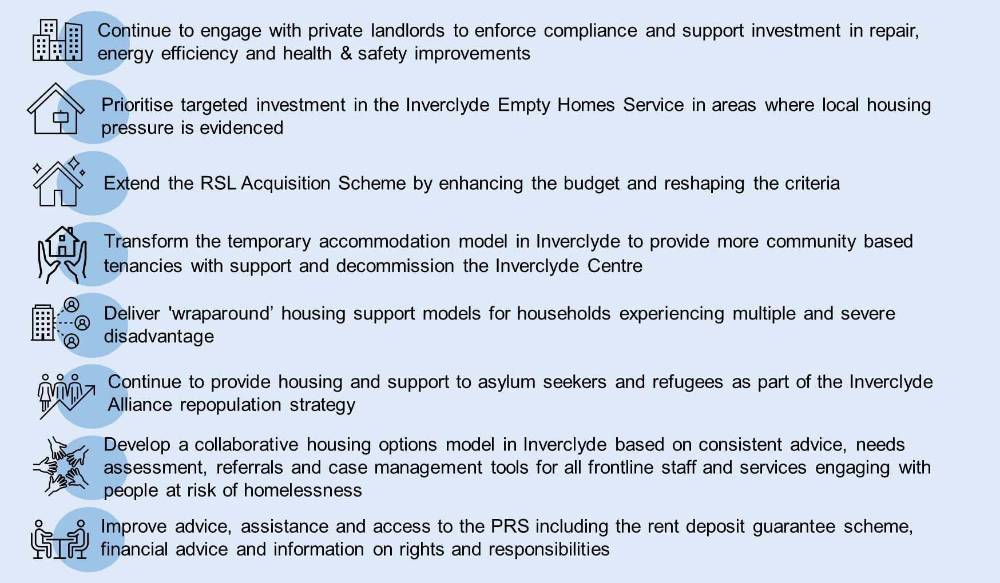 Continue to engage with private landlords to enforce compliance and support investment in repair,
energy efficiency and health & safety improvements
Prioritise targeted investment in the Inverclyde Empty Homes Service in areas where local housing
pressure is evidenced
Extend the RSL Acquisition Scheme by enhancing the budget and reshaping the criteria
Transform the temporary accommodation model in Inverclyde to provide more community based
tenancies with support and decommission the Inverclyde Centre
Deliver 'wraparound’ housing support models for households experiencing multiple and severe
disadvantage
Continue to provide housing and support to asylum seekers and refugees as part of the Inverclyde
Alliance repopulation strategy
Develop a collaborative housing options model in Inverclyde based on consistent advice, needs
assessment, referrals and case management tools for all frontline staff and services engaging with
people at risk of homelessness
Improve advice, assistance and access to the PRS including the rent deposit guarantee scheme,
financial advice and information on rights and responsibilities